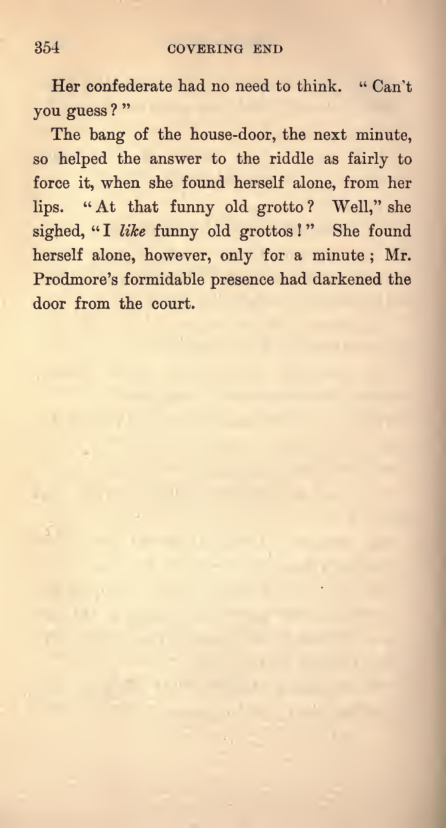 354 COVERING END
Her confederate had no need to think. “ Can't
you guess ? ”
The bang of the house-door, the next minute,
so helped the answer to the riddle as fairly to
force it, when she found herself alone, from her
lips. “ At that funny old grotto ? Well,” she
sighed, “ I like funny old grottos ! ” She found
herself alone, however, only for a minute ; Mr.
Prodmore's formidable presence had darkened the
door from the court.